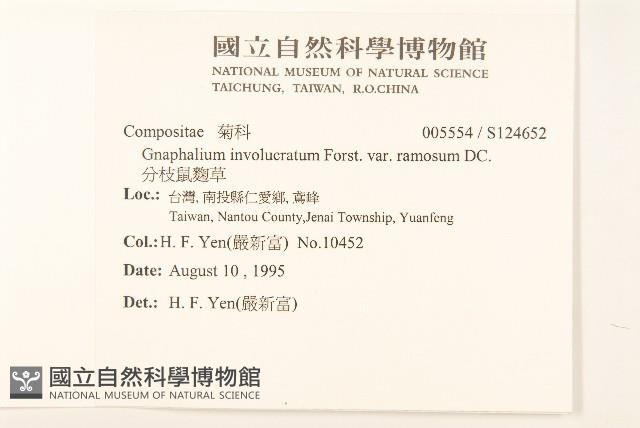 國立自然科學博物館
NATIONAL MUSEUM OF NATURAL SCIENCE
TAICHUNG, TAIWAN, R.O.CHINA
Compositae 菊科 005554 / S124652
Gnaphalium involucratum Forst. var. ramosum DC.
分枝鼠麴草
Loc.: 台灣, 南投縣仁愛鄉, 鳶峰
Taiwan, Nantou County,Jenai Township, Yuanfeng
Col.: H. F. Yen(嚴新富) No.10452
Date: August 10 , 1995
Det.: H. F. Yen(嚴新富)
國立自然科學博物館
NATIONAL MUSEUM OF NATURAL SCIENCE